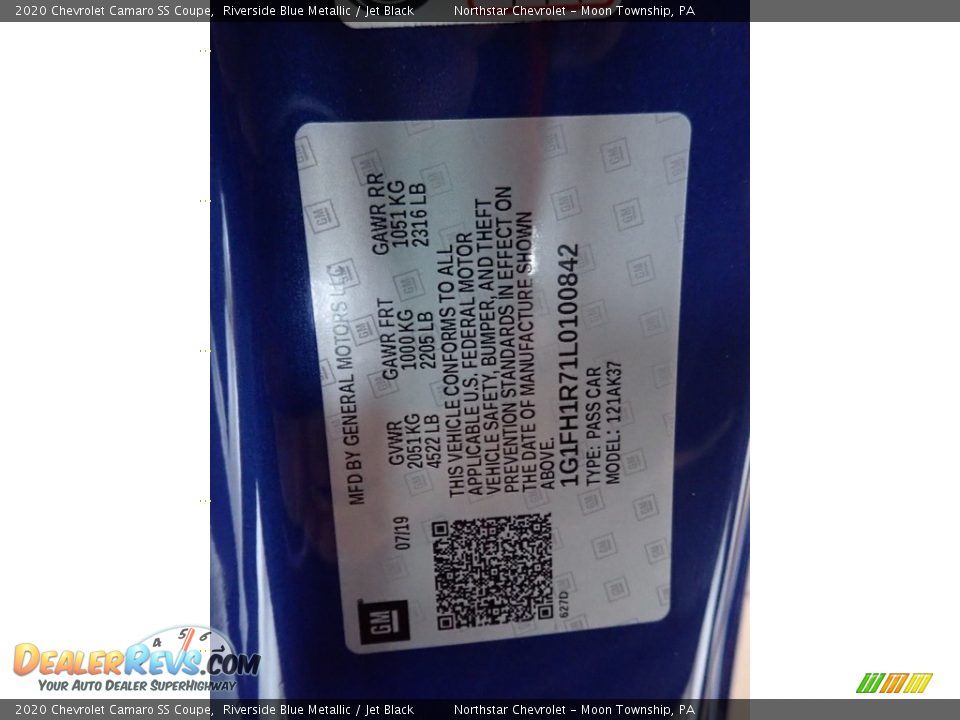 2020 Chevrolet Camaro SS Coupe, Riverside Blue Metallic / Jet Black Northstar Chevrolet - Moon Township, PA
MFD BY GENERAL MOTORS LLC
07/19
GVWR GAWR FRT GAWR RR
2051 KG 1000 KG 1051 KG
4522 LB 2205 LB 2316 LB
THIS VEHICLE CONFORMS TO ALL
APPLICABLE U.S. FEDERAL MOTOR
VEHICLE SAFETY, BUMPER, AND THEFT
PREVENTION STANDARDS IN EFFECT ON
THE DATE OF MANUFACTURE SHOWN
ABOVE.
1G1FH1R71L0100842
TYPE: PASS CAR
MODEL: 121AK37
GM
627D
4 5 6
DEALERREVS.COM
YOUR AUTO DEALER SUPERHIGHWAY
2020 Chevrolet Camaro SS Coupe, Riverside Blue Metallic / Jet Black Northstar Chevrolet - Moon Township, PA